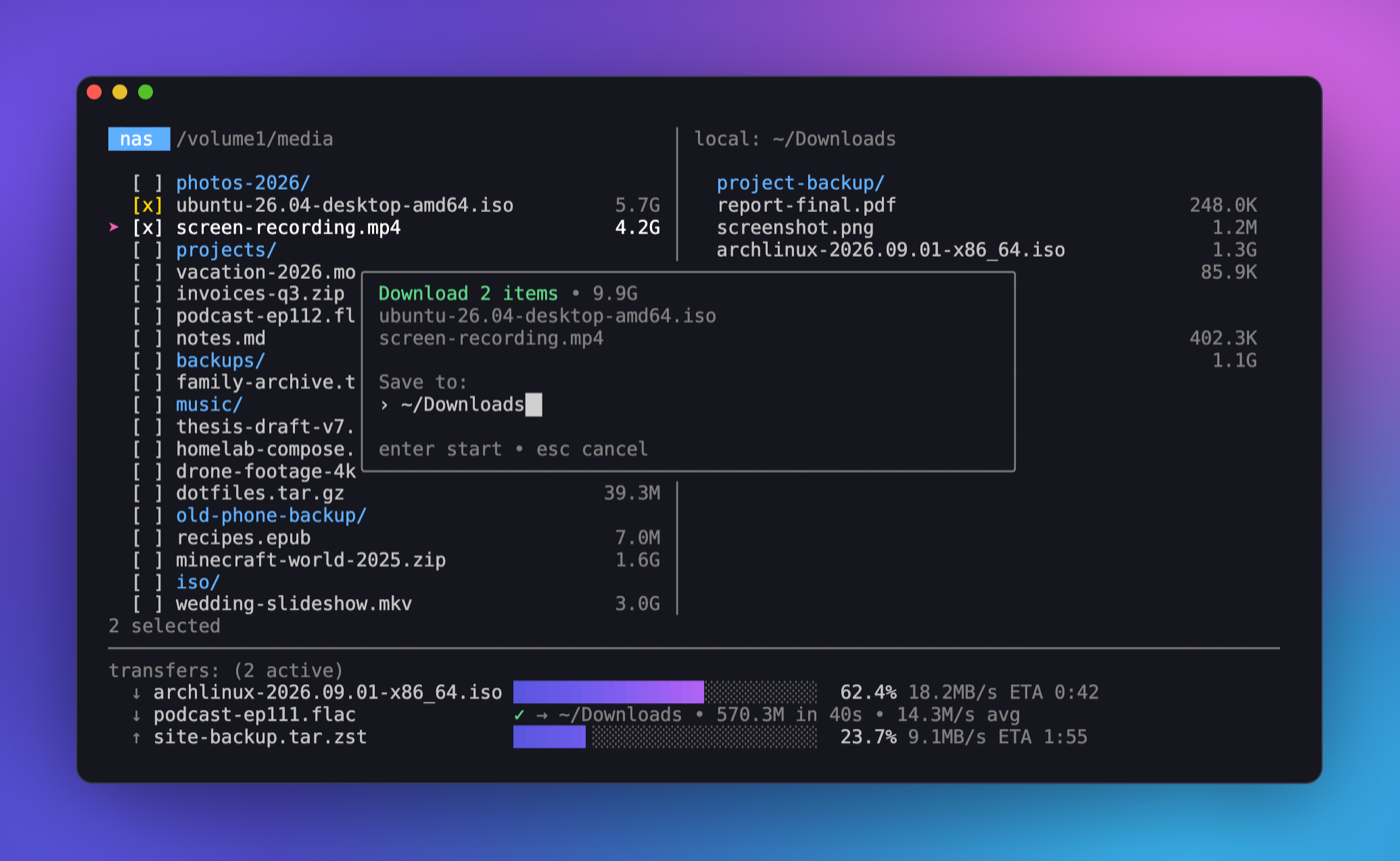 nas /volume1/media
local: ~/Downloads
[ ] photos-2026/
project-backup/
[x] ubuntu-26.04-desktop-amd64.iso 5.7G
report-final.pdf 248.0K
➤ [x] screen-recording.mp4 4.2G
screenshot.png 1.2M
[ ] projects/
archlinux-2026.09.01-x86_64.iso 1.3G
[ ] vacation-2026.mo
85.9K
[ ] invoices-q3.zip
[ ] podcast-ep112.fl
[ ] notes.md
402.3K
[ ] backups/
1.1G
[ ] family-archive.t
[ ] music/
[ ] thesis-draft-v7.
[ ] homelab-compose.
[ ] drone-footage-4k
Download 2 items • 9.9G
ubuntu-26.04-desktop-amd64.iso
screen-recording.mp4
Save to:
› ~/Downloads
enter start • esc cancel
[ ] dotfiles.tar.gz 39.3M
[ ] old-phone-backup/
[ ] recipes.epub 7.0M
[ ] minecraft-world-2025.zip 1.6G
[ ] iso/
[ ] wedding-slideshow.mkv 3.0G
2 selected
transfers: (2 active)
↓ archlinux-2026.09.01-x86_64.iso 62.4% 18.2MB/s ETA 0:42
↓ podcast-ep111.flac ✓ → ~/Downloads • 570.3M in 40s • 14.3M/s avg
↑ site-backup.tar.zst 23.7% 9.1MB/s ETA 1:55